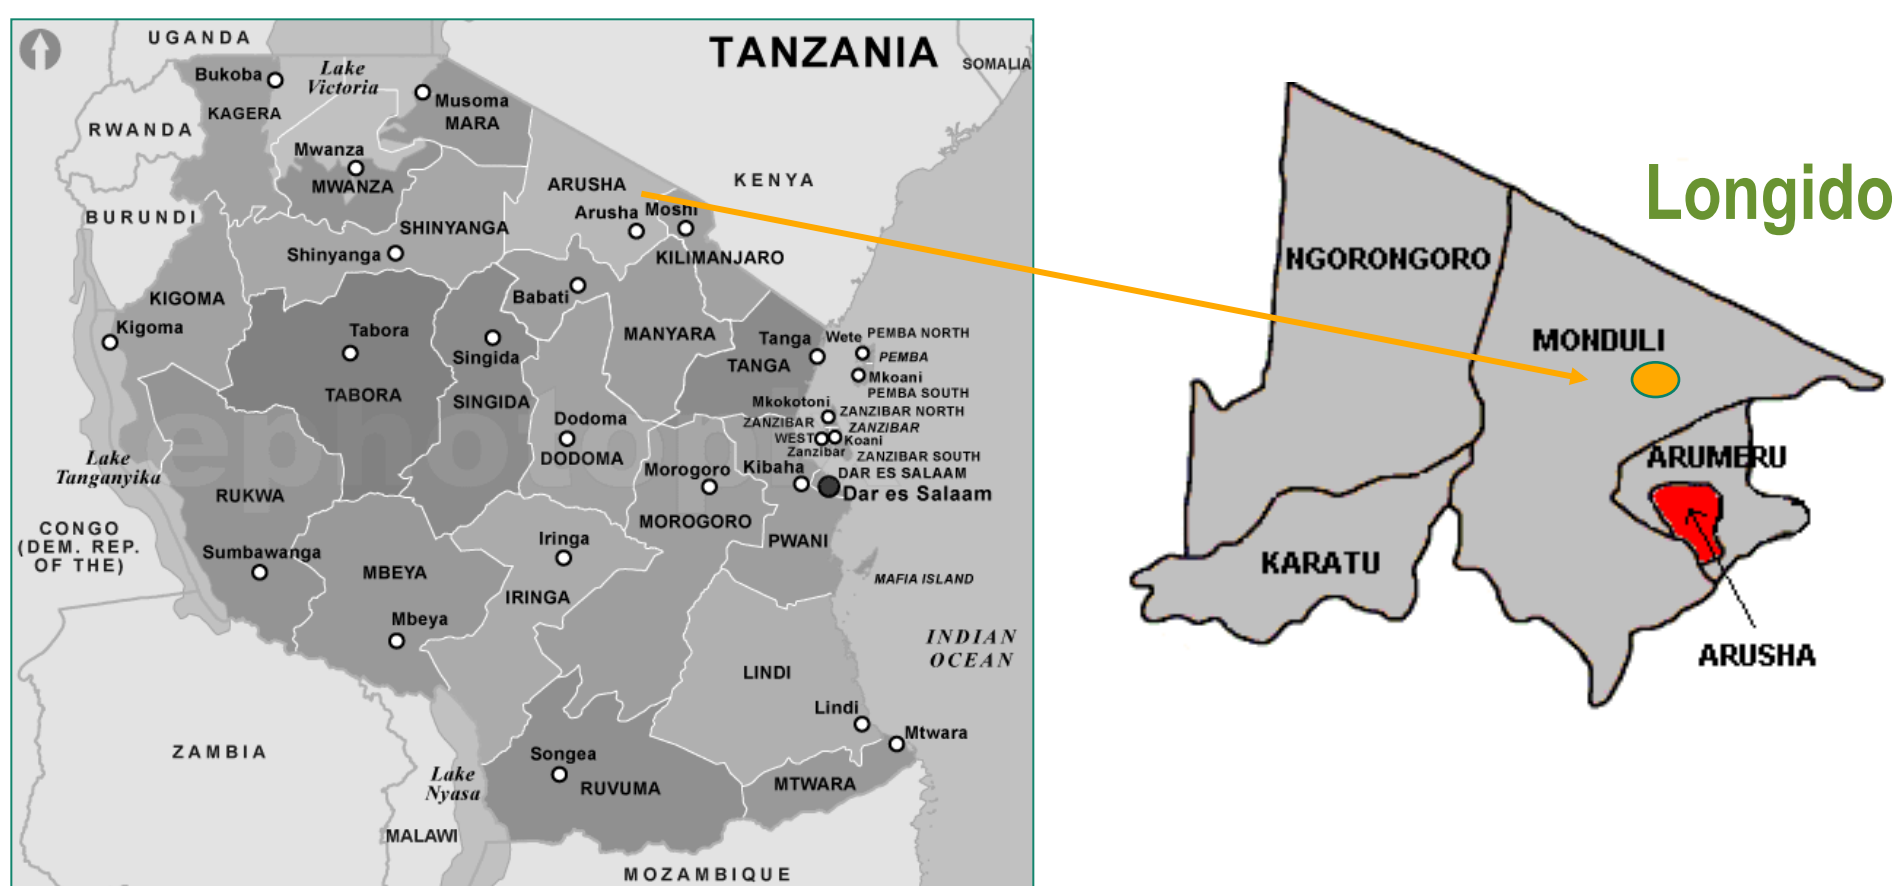 TANZANIA
UGANDA
SOMALIA
Bukoba
Lake
Victoria
Musoma
MARA
KAGERA
RWANDA
Mwanza
MWANZA
ARUSHA
KENYA
BURUNDI
Arusha
Moshi
SHINYANGA
Shinyanga
KILIMANJARO
KIGOMA
Babati
Kigoma
Tabora
Singida
MANYARA
Tanga
TANGA
Wete
PEMBA NORTH
PEMBA
Mkoani
PEMBA SOUTH
TABORA
SINGIDA
Mkokotoni
ZANZIBAR NORTH
Dodoma
ZANZIBAR
WEST
ZANZIBAR
Koani
Zanzibar
ZANZIBAR SOUTH
DODOMA
Lake
Tanganyika
Morogoro
Kibaha
DAR ES SALAAM
Dar es Salaam
RUKWA
MOROGORO
CONGO
(DEM. REP.
OF THE)
Sumbawanga
Iringa
PWANI
MBEYA
MAFIA ISLAND
IRINGA
Mbeya
INDIAN
OCEAN
LINDI
Lindi
Mtwara
ZAMBIA
Songea
Lake
Nyasa
RUVUMA
MTWARA
MALAWI
MOZAMBIQUE
ephotop
Longido
NGORONGORO
MONDULI
ARUMERU
KARATU
ARUSHA